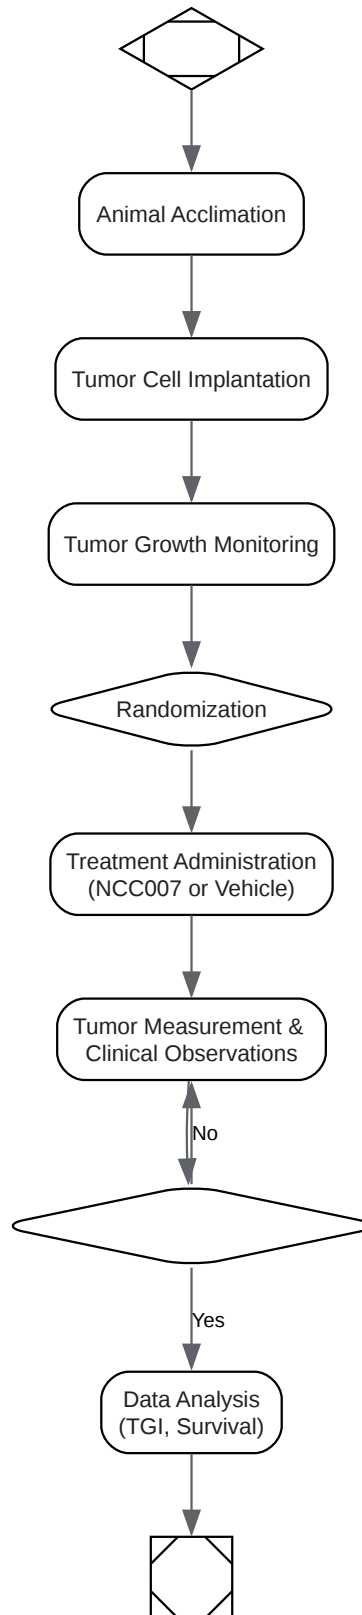 Animal Acclimation
Tumor Cell Implantation
Tumor Growth Monitoring
Randomization
Treatment Administration
(NCC007 or Vehicle)
Tumor Measurement &
Clinical Observations
No
Yes
Data Analysis
(TGI, Survival)